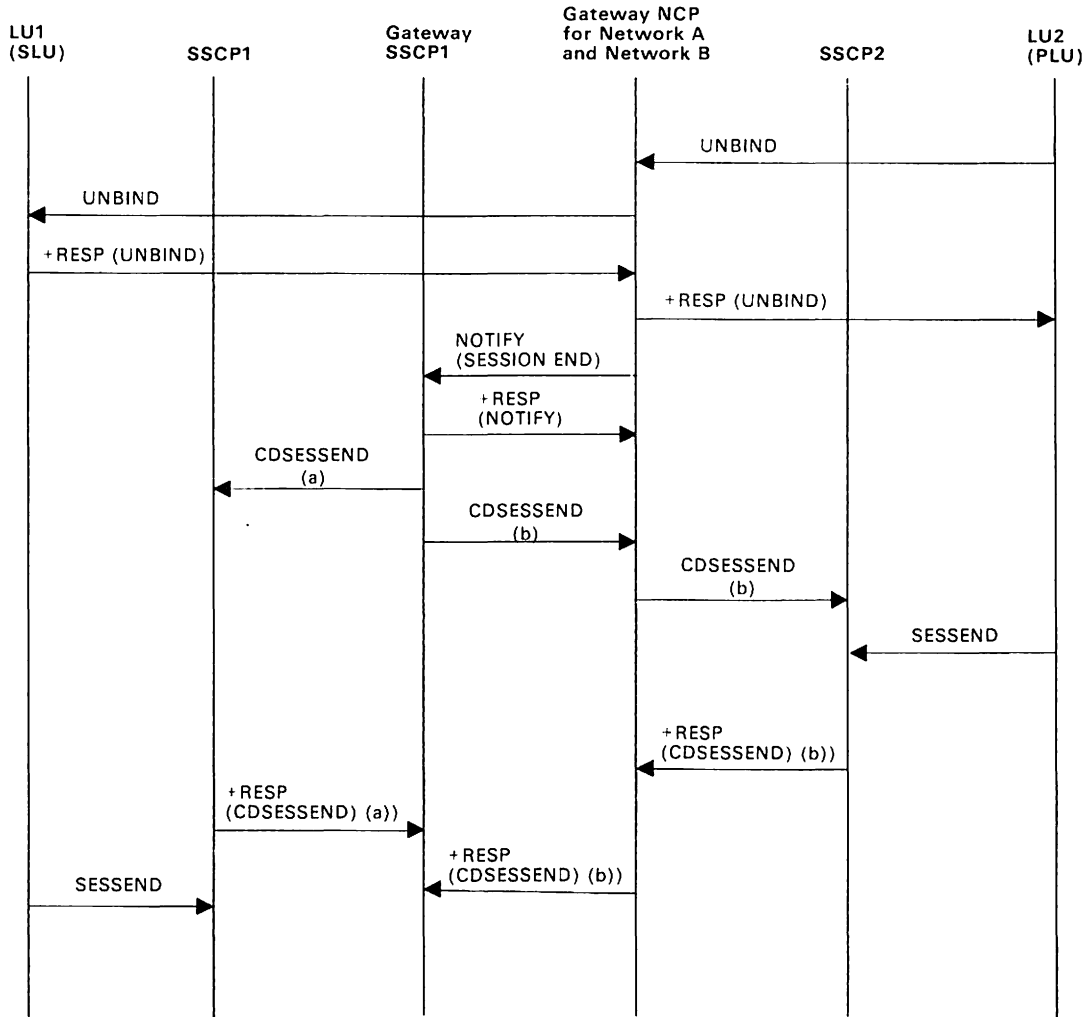 LU1
(SLU)
SSCP1
Gateway
SSCP1
Gateway NCP
for Network A
and Network B
SSCP2
LU2
(PLU)
UNBIND
UNBIND
+RESP (UNBIND)
+RESP (UNBIND)
NOTIFY
(SESSION END)
+RESP
(NOTIFY)
CDSESSEND
(a)
CDSESSEND
(b)
CDSESSEND
(b)
SESSEND
+RESP
(CDSESSEND) (b))
+RESP
(CDSESSEND) (a))
+RESP
(CDSESSEND) (b))
SESSEND